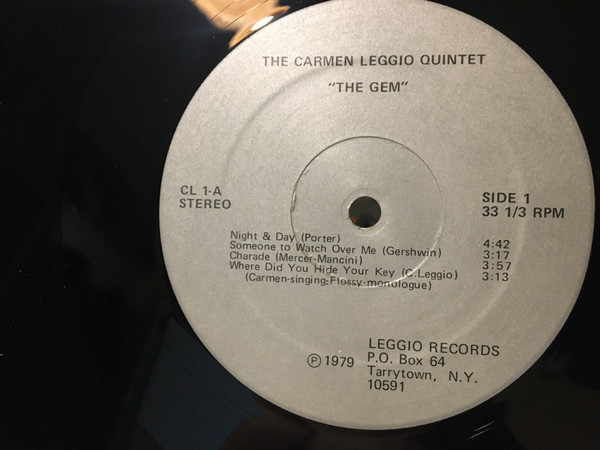 THE CARMEN LEGGIO QUINTET
"THE GEM"
CL 1-A
STEREO
SIDE 1
33 1/3 RPM
Night & Day (Porter) 4:42
Someone to Watch Over Me (Gershwin) 3:17
Charade (Mercer-Mancini) 3:57
Where Did You Hide Your Key (C.Leggio) 3:13
(Carmen-singing:Flossy-monologue)
Ⓟ 1979
LEGGIO RECORDS
P.O. Box 64
Tarrytown, N.Y.
10591